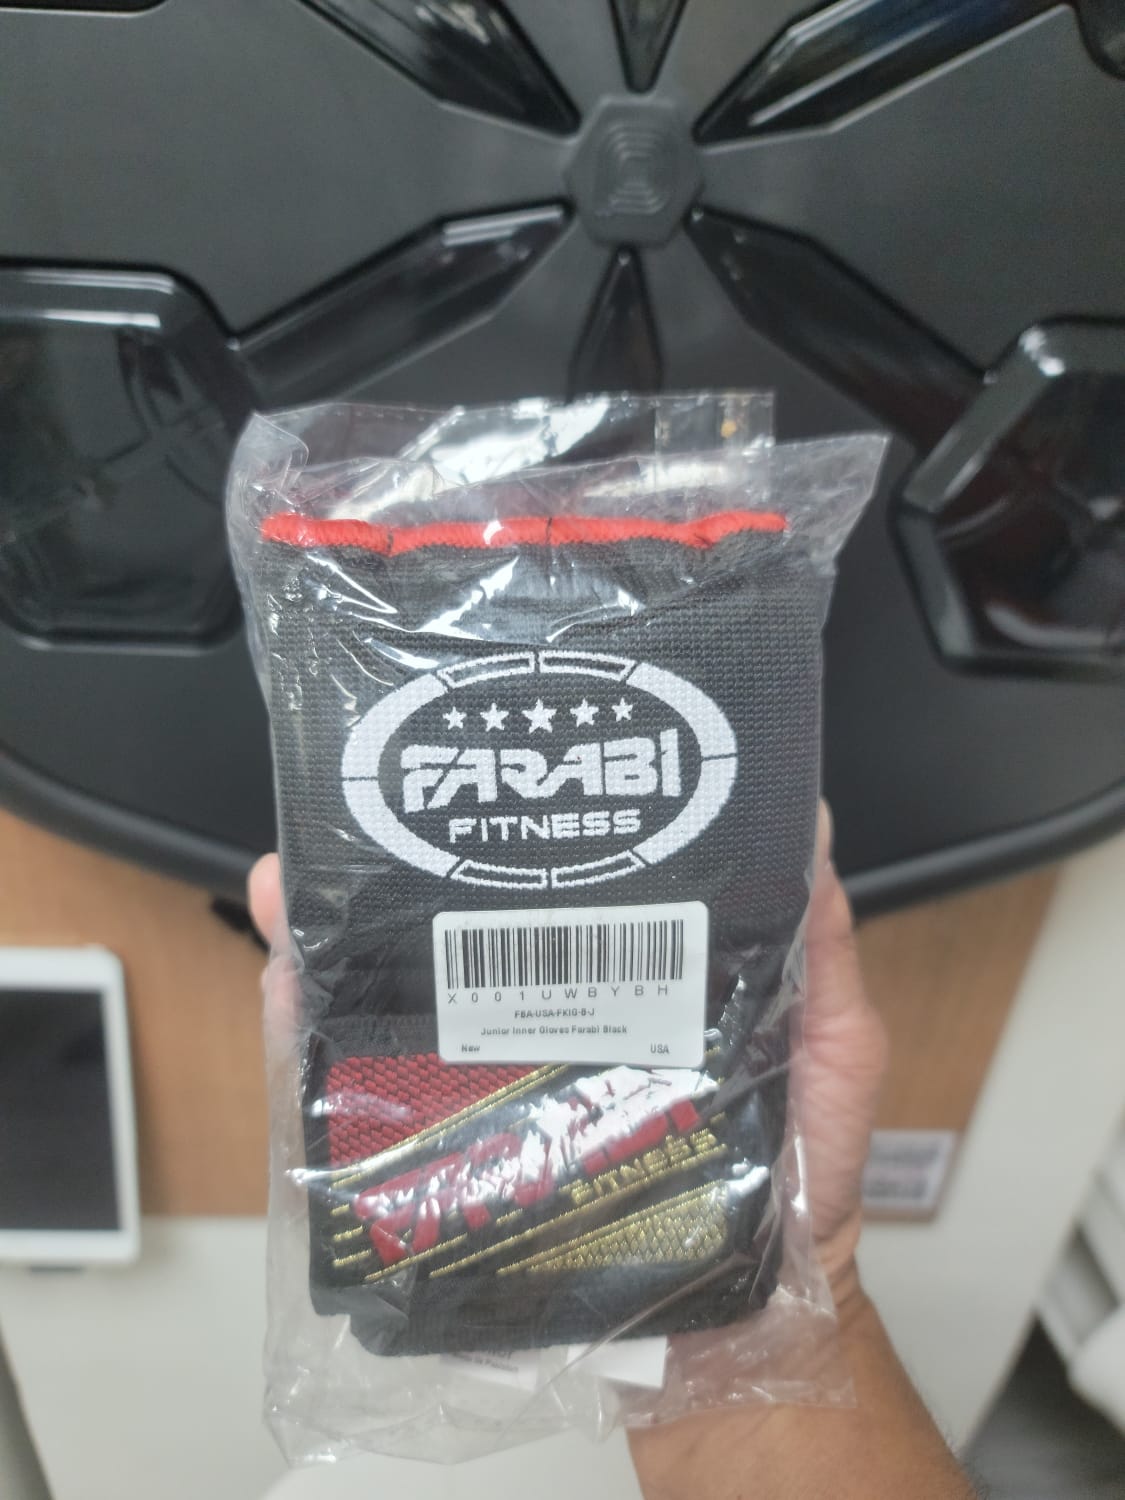 FARABI
FITNESS
X001UWBYBH
FBA-USA-FKIG-B-J
Junior Inner Gloves Farabi Black
New
USA
FITNESS